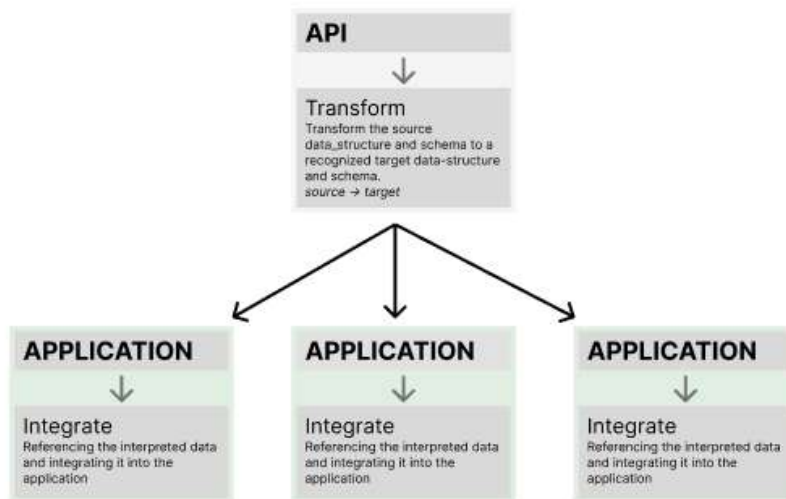 API
Transform
Transform the source
data_structure and schema to a
recognized target data-structure
and schema.
source → target
APPLICATION
Integrate
Referencing the interpreted data
and integrating it into the
application
APPLICATION
Integrate
Referencing the interpreted data
and integrating it into the
application
APPLICATION
Integrate
Referencing the interpreted data
and integrating it into the
application